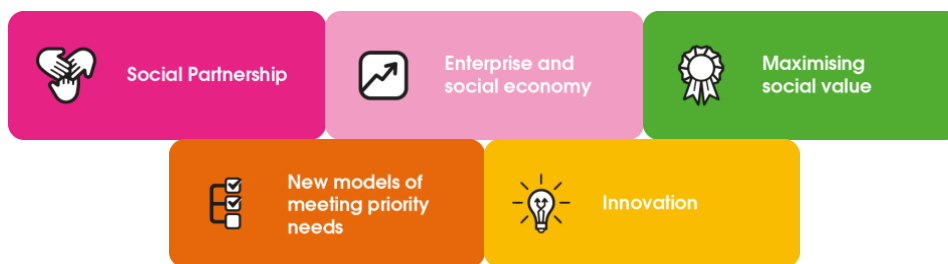 Social Partnership
Enterprise and
social economy
Maximising
social value
New models of
meeting priority
needs
Innovation